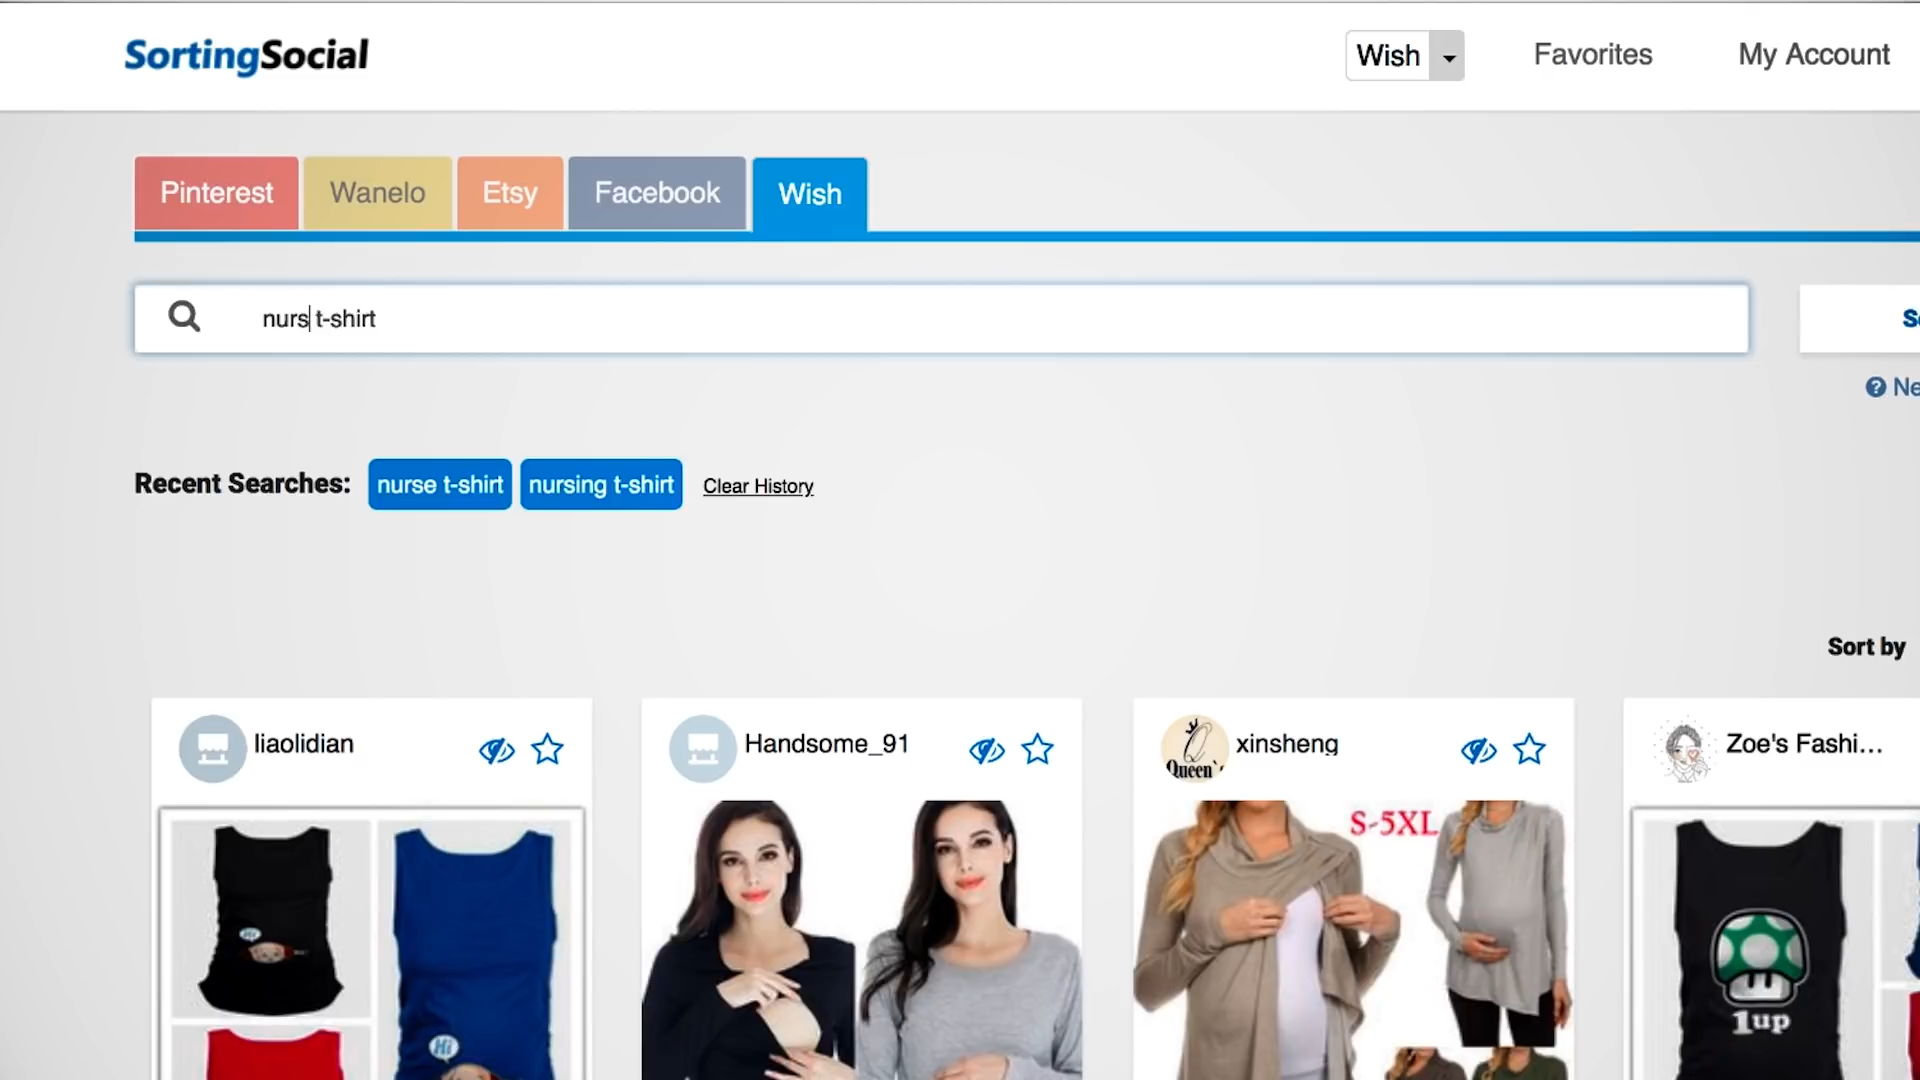 SortingSocial
Wish
Favorites
My Account
Pinterest
Wanelo
Etsy
Facebook
Wish
nurs t-shirt
Recent Searches:
nurse t-shirt
nursing t-shirt
Clear History
Sort by
liaolidian
Handsome_91
xinsheng
Zoe's Fashi...
Queen's
S-5XL
Hi
1up